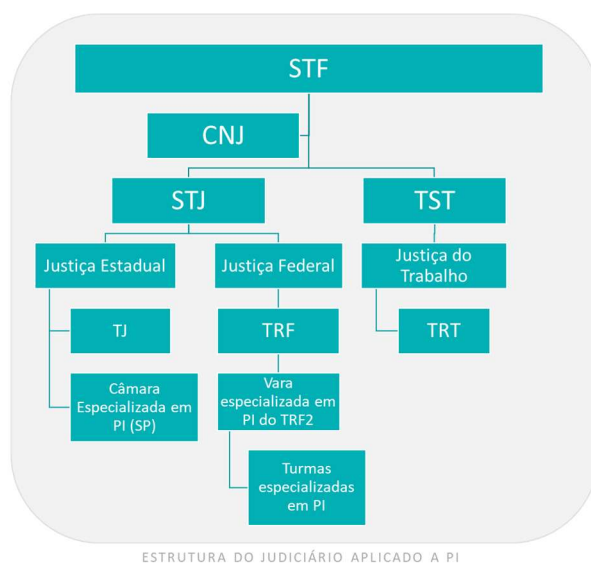 STF
CNJ
STJ
TST
Justiça Estadual
Justiça Federal
Justiça do
Trabalho
TJ
TRF
TRT
Câmara
Especializada em
PI (SP)
Vara
especializada em
PI do TRF2
Turmas
especializadas
em PI
ESTRUTURA DO JUDICIÁRIO APLICADO A PI